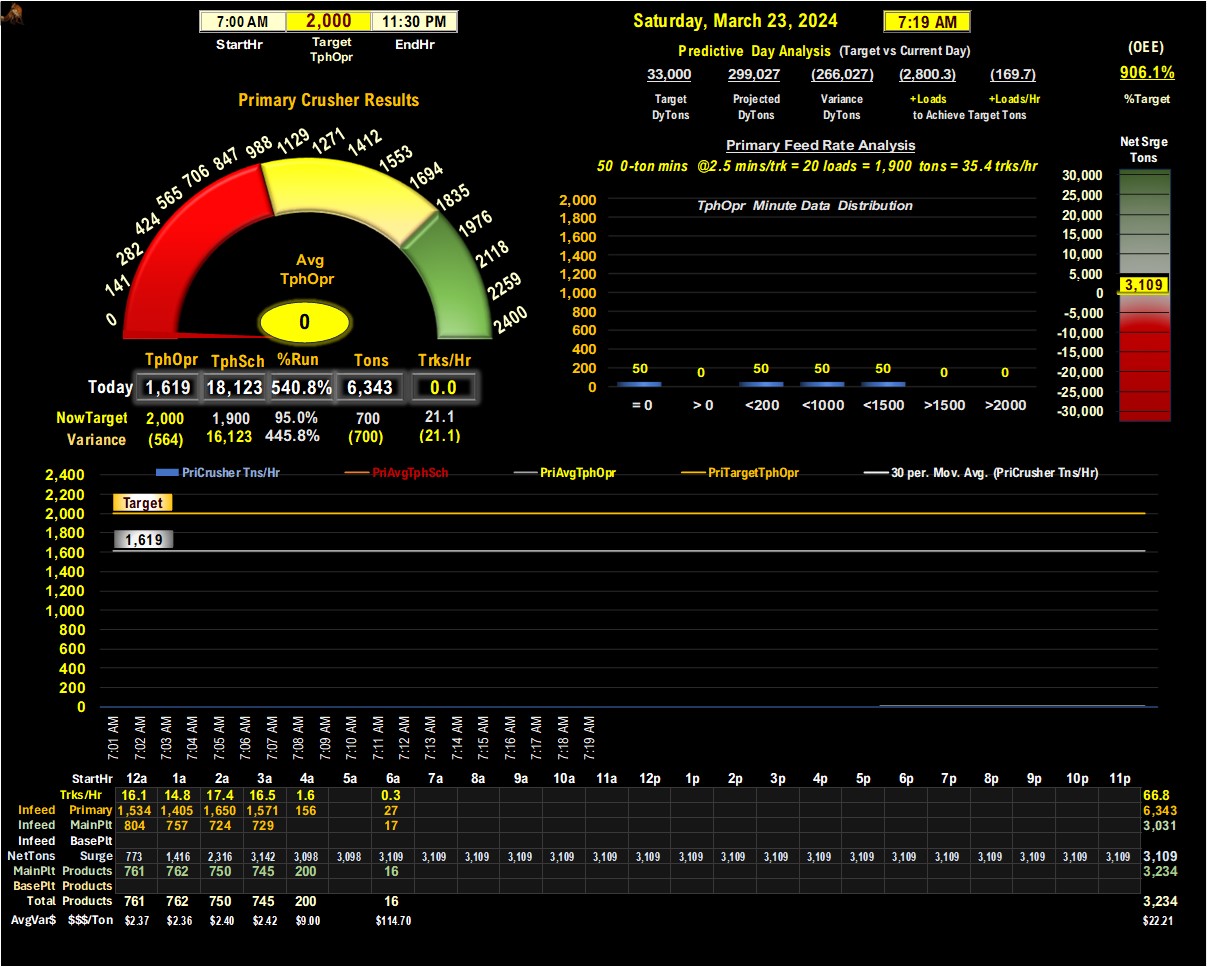 7:00 AM 2,000 11:30 PM
StartHr Target TphOpr EndHr
Saturday, March 23, 2024 7:19 AM
Predictive Day Analysis (Target vs Current Day)
33,000 299,027 (266,027) (2,800.3) (169.7)
Target Projected Variance +Loads +Loads/Hr
DyTons DyTons DyTons to Achieve Target Tons
(OEE)
906.1%
%Target
Primary Crusher Results
0 141 282 424 565 706 847 988 1129 1271 1412 1553 1694 1835 1976 2118 2259 2400
Avg
TphOpr
0
TphOpr TphSch %Run Tons Trks/Hr
Today 1,619 18,123 540.8% 6,343 0.0
NowTarget 2,000 1,900 95.0% 700 21.1
Variance (564) 16,123 445.8% (700) (21.1)
Primary Feed Rate Analysis
50 0-ton mins @2.5 mins/trk = 20 loads = 1,900 tons = 35.4 trks/hr
TphOpr Minute Data Distribution
2,000
1,800
1,600
1,400
1,200
1,000
800
600
400
200
0
50 0 50 50 50 0 0
= 0 > 0 <200 <1000 <1500 >1500 >2000
Net Srge
Tons
30,000
25,000
20,000
15,000
10,000
5,000
3,109
0
-5,000
-10,000
-15,000
-20,000
-25,000
-30,000
PriCrusher Tns/Hr PriAvgTphSch PriAvgTphOpr PriTargetTphOpr 30 per. Mov. Avg. (PriCrusher Tns/Hr)
2,400
2,200
Target
2,000
1,800
1,619
1,600
1,400
1,200
1,000
800
600
400
200
0
7:01 AM 7:02 AM 7:03 AM 7:04 AM 7:05 AM 7:06 AM 7:07 AM 7:08 AM 7:09 AM 7:10 AM 7:11 AM 7:12 AM 7:13 AM 7:14 AM 7:15 AM 7:16 AM 7:17 AM 7:18 AM 7:19 AM
StartHr 12a 1a 2a 3a 4a 5a 6a 7a 8a 9a 10a 11a 12p 1p 2p 3p 4p 5p 6p 7p 8p 9p 10p 11p
Trks/Hr 16.1 14.8 17.4 16.5 1.6 0.3 66.8
Infeed Primary 1,534 1,405 1,650 1,571 156 27 6,343
Infeed MainPlt 804 757 724 729 17 3,031
Infeed BasePlt
NetTons Surge 773 1,416 2,316 3,142 3,098 3,098 3,109 3,109 3,109 3,109 3,109 3,109 3,109 3,109 3,109 3,109 3,109 3,109 3,109 3,109 3,109 3,109 3,109 3,109 3,109
MainPlt Products 761 762 750 745 200 16 3,234
BasePlt Products
Total Products 761 762 750 745 200 16 3,234
AvgVar$ $$$/Ton $2.37 $2.36 $2.40 $2.42 $9.00 $114.70 $22.21